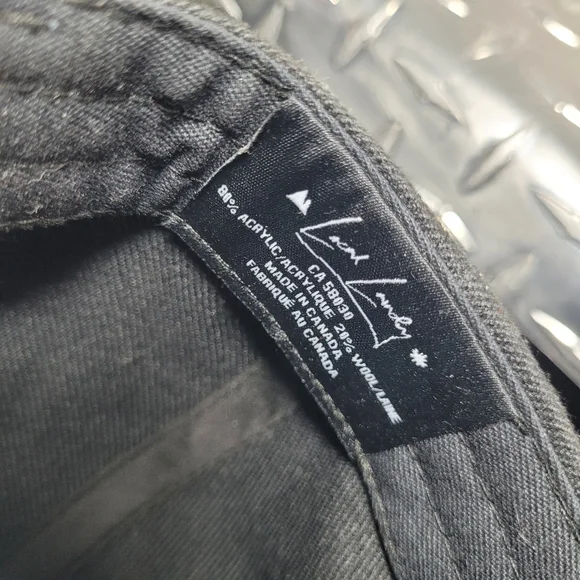 Local Laundry
80% ACRYLIC/ACRYLIQUE 20% WOOL/LAINE
CA 58030
MADE IN CANADA
FABRIQUE AU CANADA